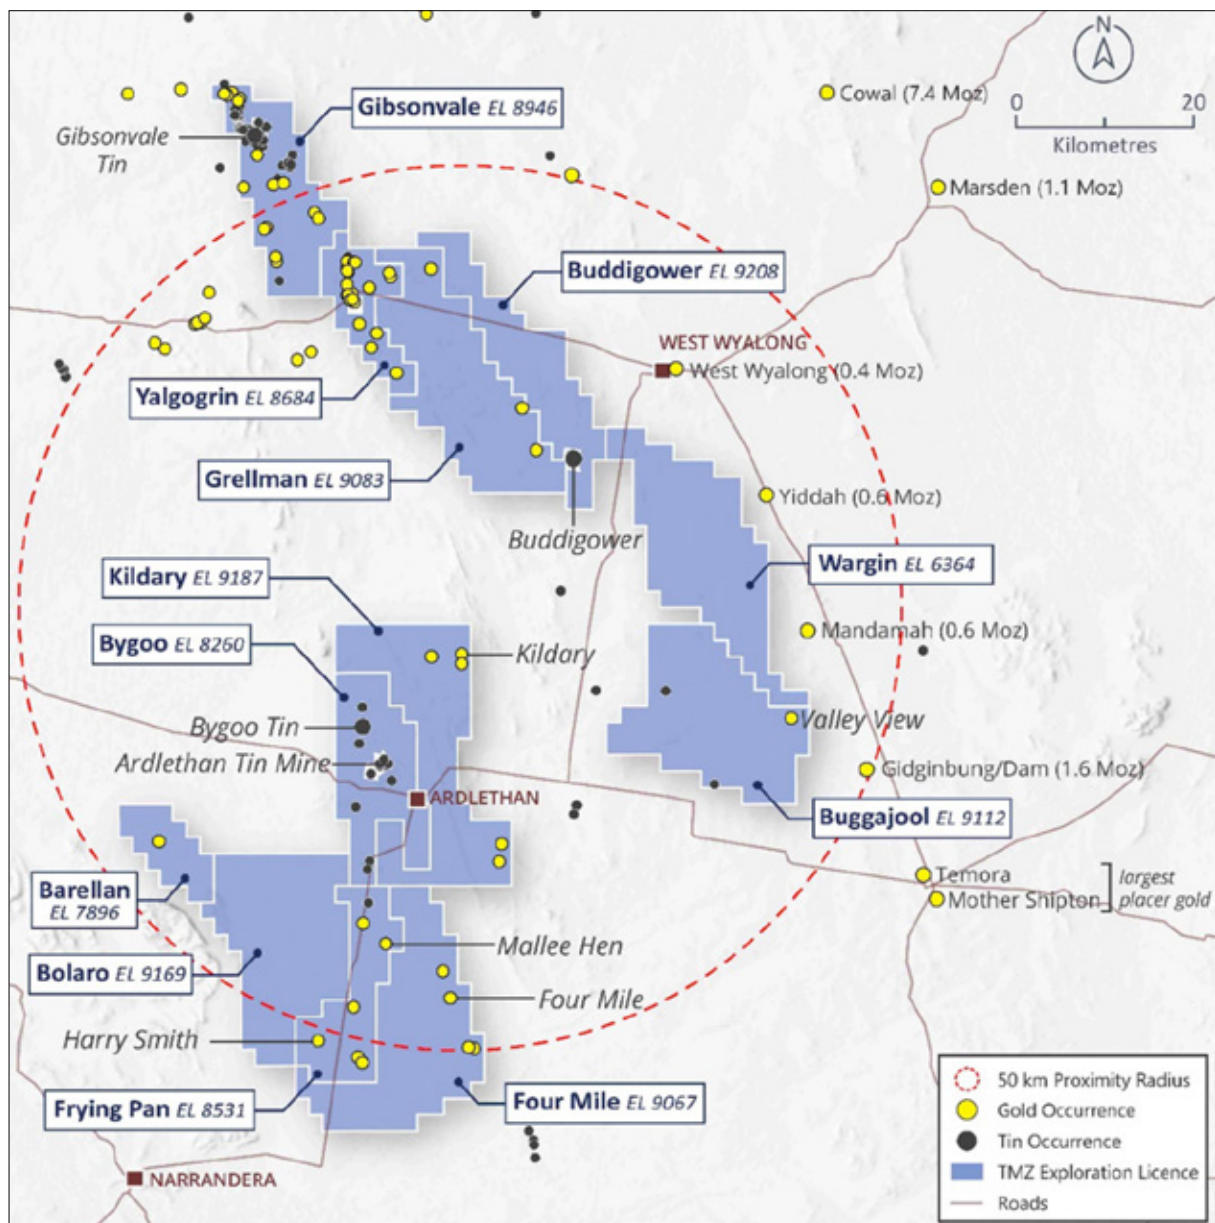 N
0 20
Kilometres
Cowal (7.4 Moz)
Gibsonvale EL 8946
Gibsonvale
Tin
Marsden (1.1 Moz)
Buddigower EL 9208
WEST WYALONG
West Wyalong (0.4 Moz)
Yalgogrin EL 8684
Grellman EL 9083
Yiddah (0.6 Moz)
Buddigower
Wargin EL 6364
Kildary EL 9187
Mandamah (0.6 Moz)
Bygoo EL 8260
Kildary
Valley View
Bygoo Tin
Ardlethan Tin Mine
Gidginbung/Dam (1.6 Moz)
ARDLETHAN
Buggajool EL 9112
Barellan
EL 7896
Temora
Mother Shipton
largest
placer gold
Mallee Hen
Bolaro EL 9169
Four Mile
Harry Smith
Frying Pan EL 8531
Four Mile EL 9067
NARRANDERA
50 km Proximity Radius
Gold Occurrence
Tin Occurrence
TMZ Exploration Licence
Roads